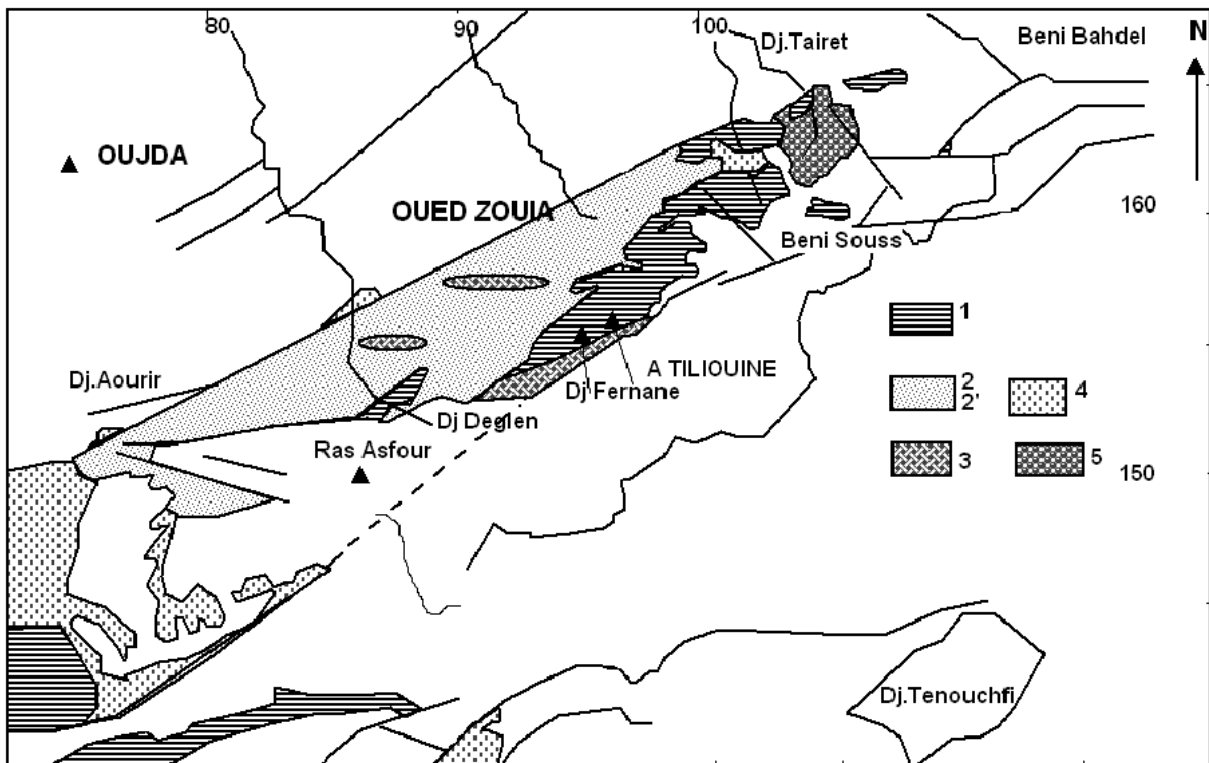 80
90
100
Dj.Tairet
Beni Bahdel
N
OUJDA
OUED ZOUIA
160
Beni Souss
1
A TILIOUINE
Dj Fernane
2
2'
4
Dj.Aourir
Dj Deglen
Ras Asfour
3
5
150
Dj.Tenouchfi